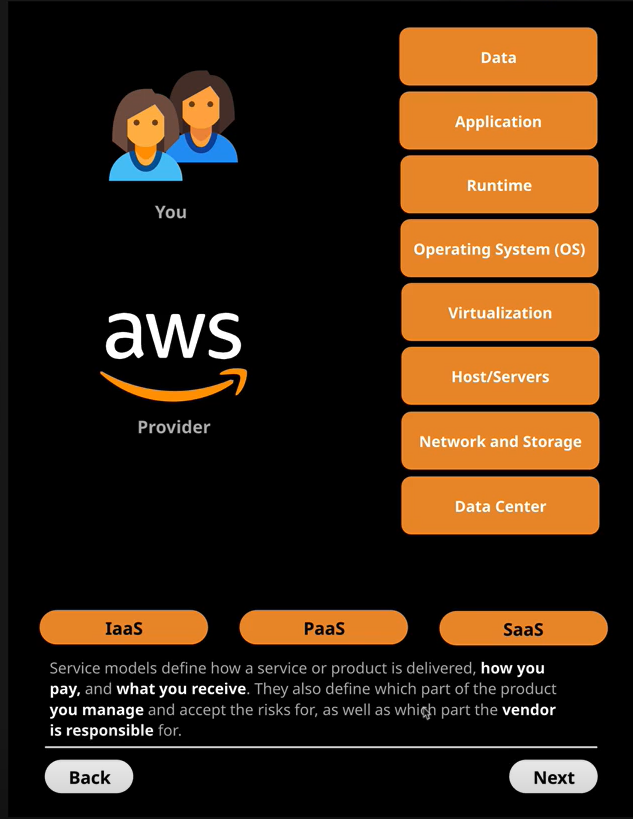 You
aws
Provider
Data
Application
Runtime
Operating System (OS)
Virtualization
Host/Servers
Network and Storage
Data Center
IaaS
PaaS
SaaS
Service models define how a service or product is delivered, how you
pay, and what you receive. They also define which part of the product
you manage and accept the risks for, as well as which part the vendor
is responsible for.
Back
Next